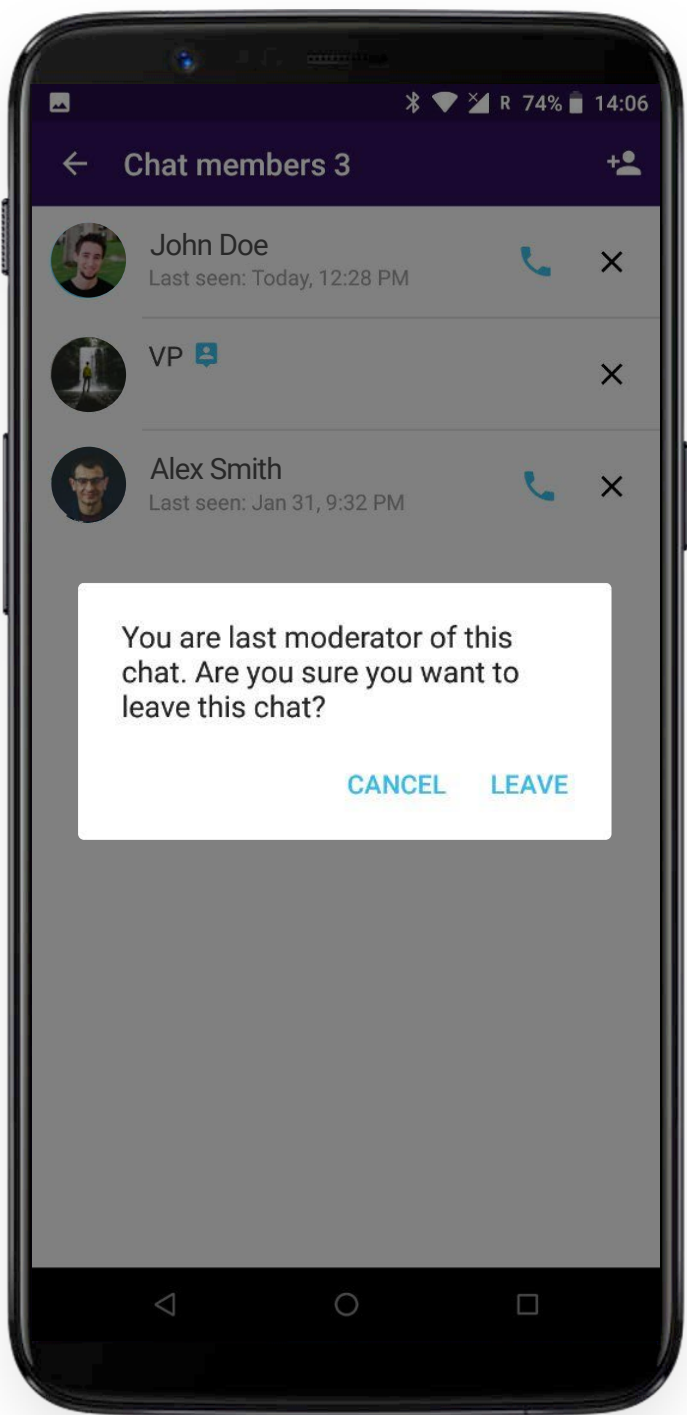 R 74% 14:06
Chat members 3
John Doe
Last seen: Today, 12:28 PM
VP
Alex Smith
Last seen: Jan 31, 9:32 PM
You are last moderator of this
chat. Are you sure you want to
leave this chat?
CANCEL LEAVE